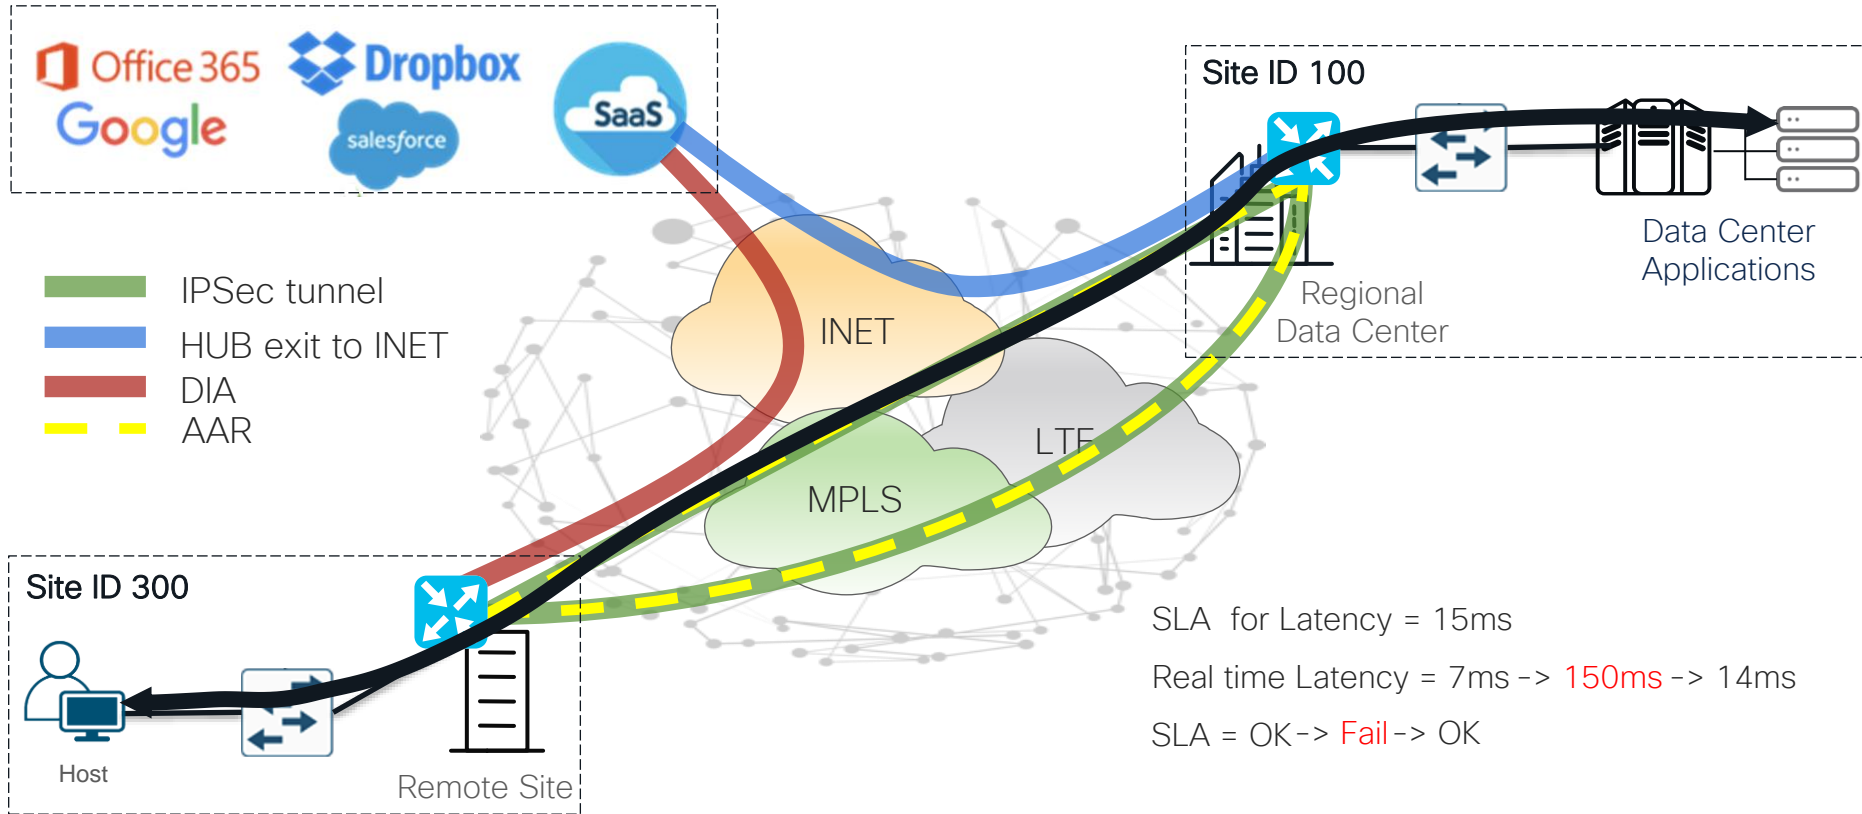 Office 365
Dropbox
Google
salesforce
SaaS
Site ID 100
Data Center
Applications
Regional
Data Center
IPSec tunnel
HUB exit to INET
DIA
AAR
INET
LTE
MPLS
Site ID 300
Host
Remote Site
SLA for Latency = 15ms
Real time Latency = 7ms -> 150ms -> 14ms
SLA = OK -> Fail -> OK